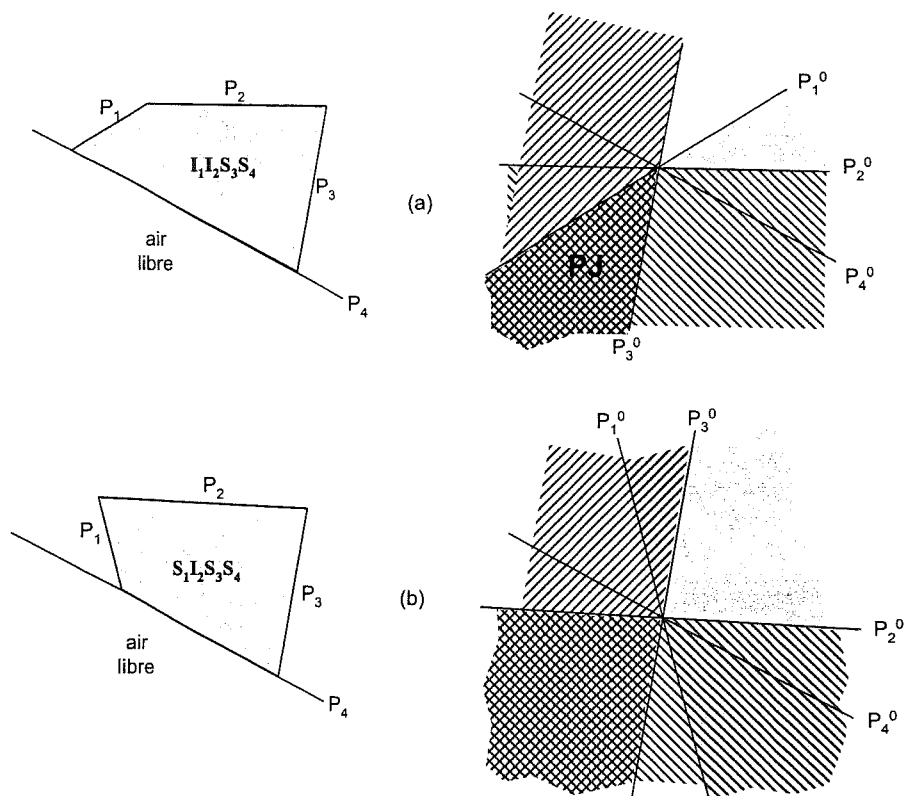 P₁
P₂
I₁I₂S₃S₄
P₃
air
libre
P₄
(a)
P₁⁰
P₂⁰
P₄⁰
P₃⁰
PJ
P₁
P₂
S₁I₂S₃S₄
P₃
air
libre
P₄
(b)
P₁⁰
P₃⁰
P₂⁰
P₄⁰